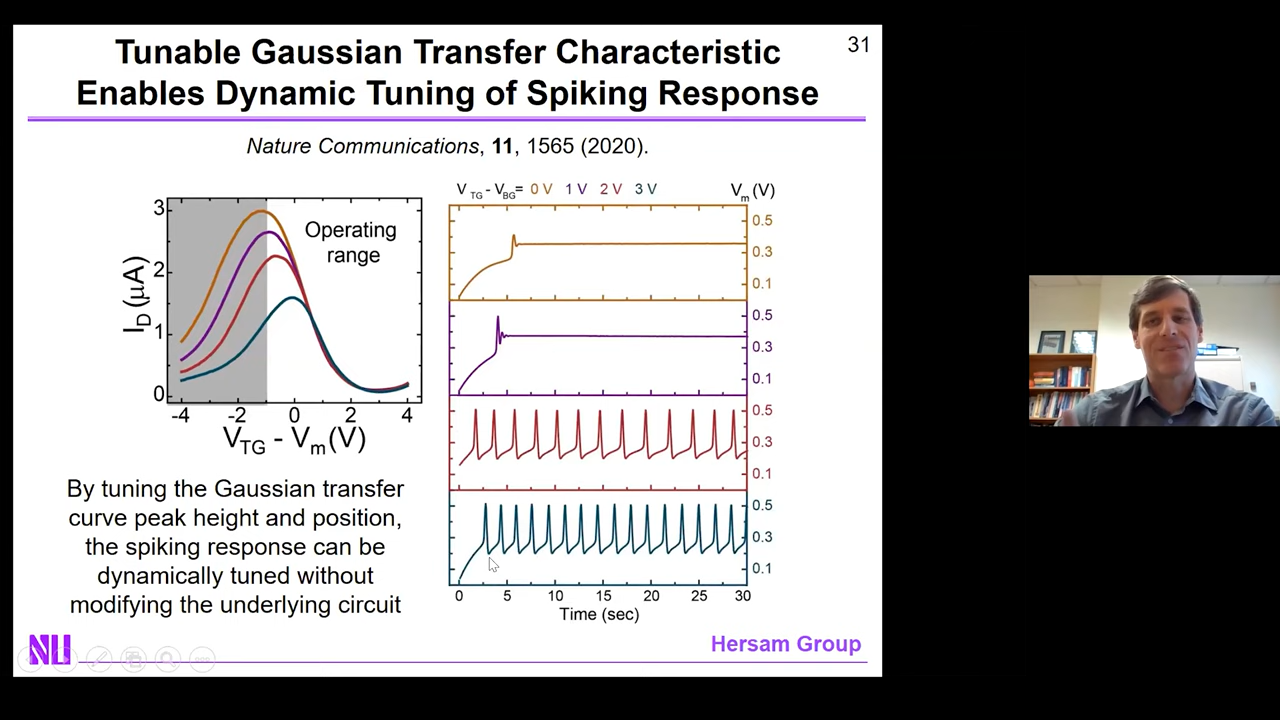 Tunable Gaussian Transfer Characteristic
31
Enables Dynamic Tuning of Spiking Response
Nature Communications, 11, 1565 (2020).
V TG - V BG = 0 V 1 V 2 V 3 V
Vm (V)
3
2
1
0
ID (μA)
Operating
range
-4 -2 0 2 4
VTG - Vm (V)
0.5
0.3
0.1
0.5
0.3
0.1
0.5
0.3
0.1
0.5
0.3
0.1
0 5 10 15 20 25 30
Time (sec)
By tuning the Gaussian transfer
curve peak height and position,
the spiking response can be
dynamically tuned without
modifying the underlying circuit
NU
Hersam Group